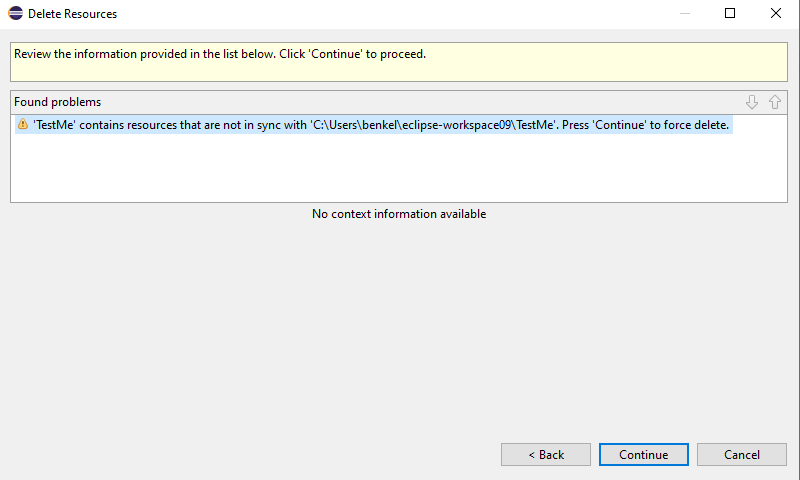 Delete Resources
Review the information provided in the list below. Click 'Continue' to proceed.
Found problems
'TestMe' contains resources that are not in sync with 'C:\Users\benkel\eclipse-workspace09\TestMe'. Press 'Continue' to force delete.
No context information available
< Back
Continue
Cancel